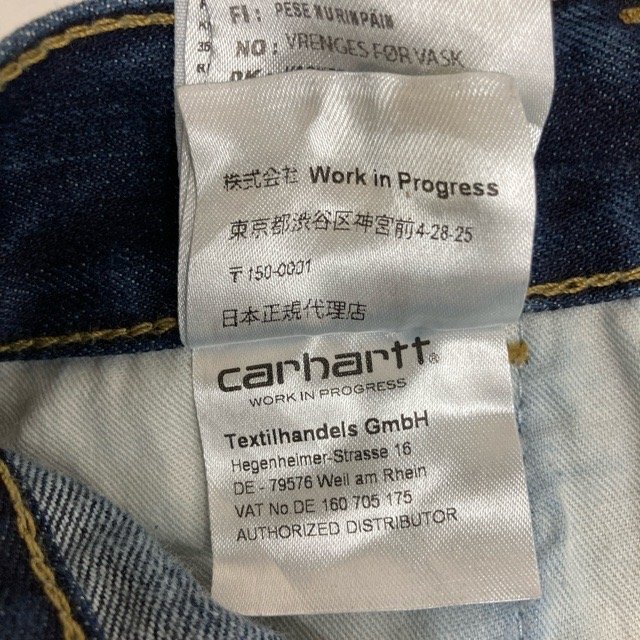 FI: PESE NURINPÄIN
NO: VRENGES FØR VASK
株式会社 Work in Progress
東京都渋谷区神宮前4-28-25
〒150-0001
日本正規代理店
carhartt®
WORK IN PROGRESS
Textilhandels GmbH
Hegenheimer-Strasse 16
DE - 79576 Weil am Rhein
VAT No DE 160 705 175
AUTHORIZED DISTRIBUTOR